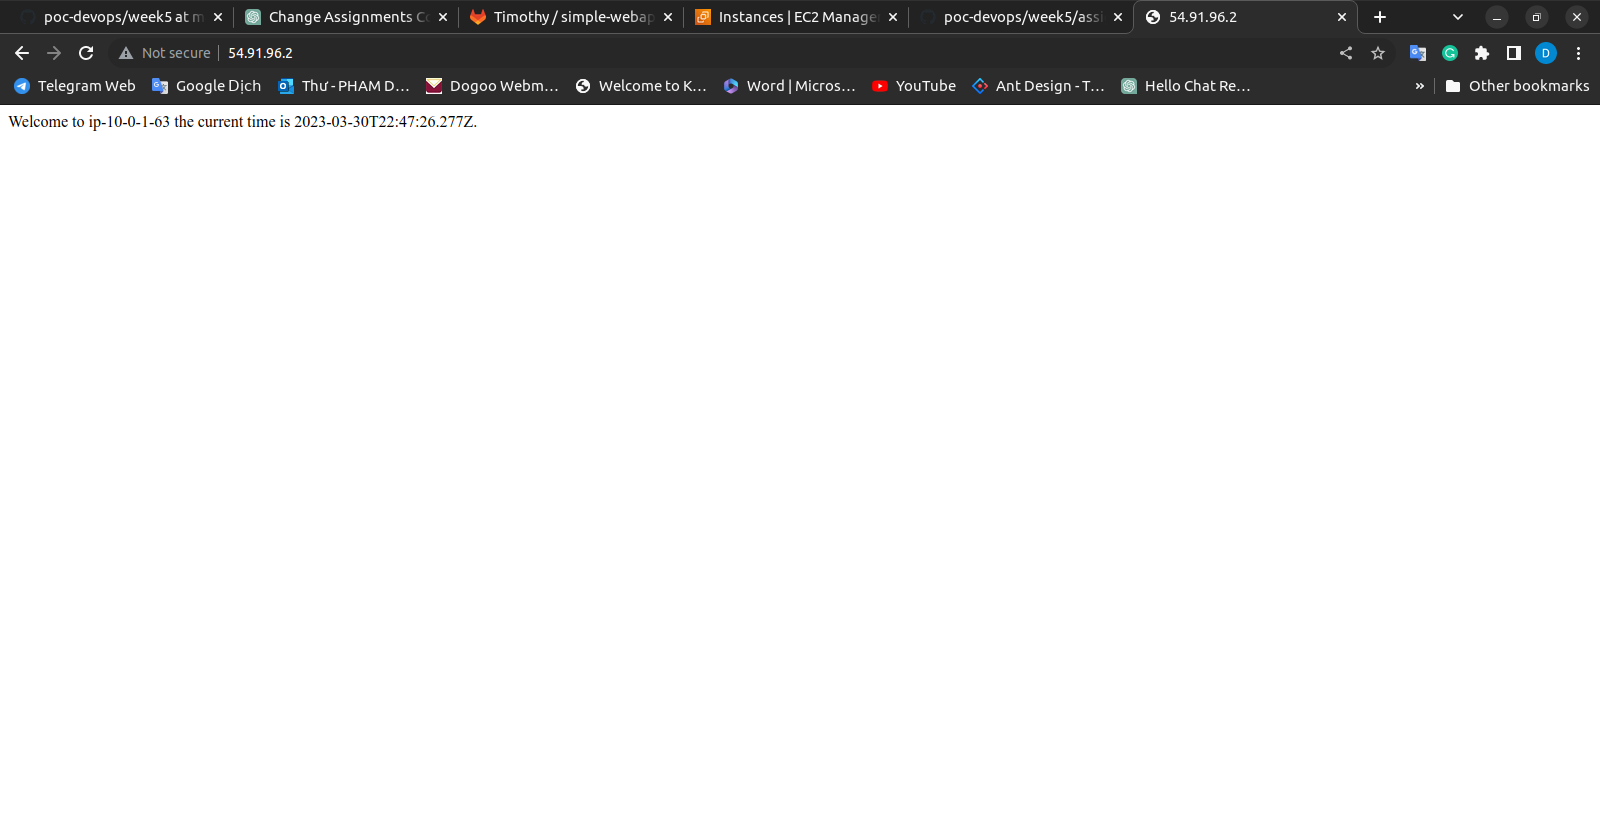 poc-devops/week5 at m
Change Assignments Co
Timothy / simple-webap
Instances | EC2 Manage
poc-devops/week5/assi
54.91.96.2
Not secure
54.91.96.2
D
Telegram Web
Google Dịch
Thư - PHAM D...
Dogoo Webm...
Welcome to K...
Word | Micros...
YouTube
Ant Design - T...
Hello Chat Re...
»
Other bookmarks
Welcome to ip-10-0-1-63 the current time is 2023-03-30T22:47:26.277Z.